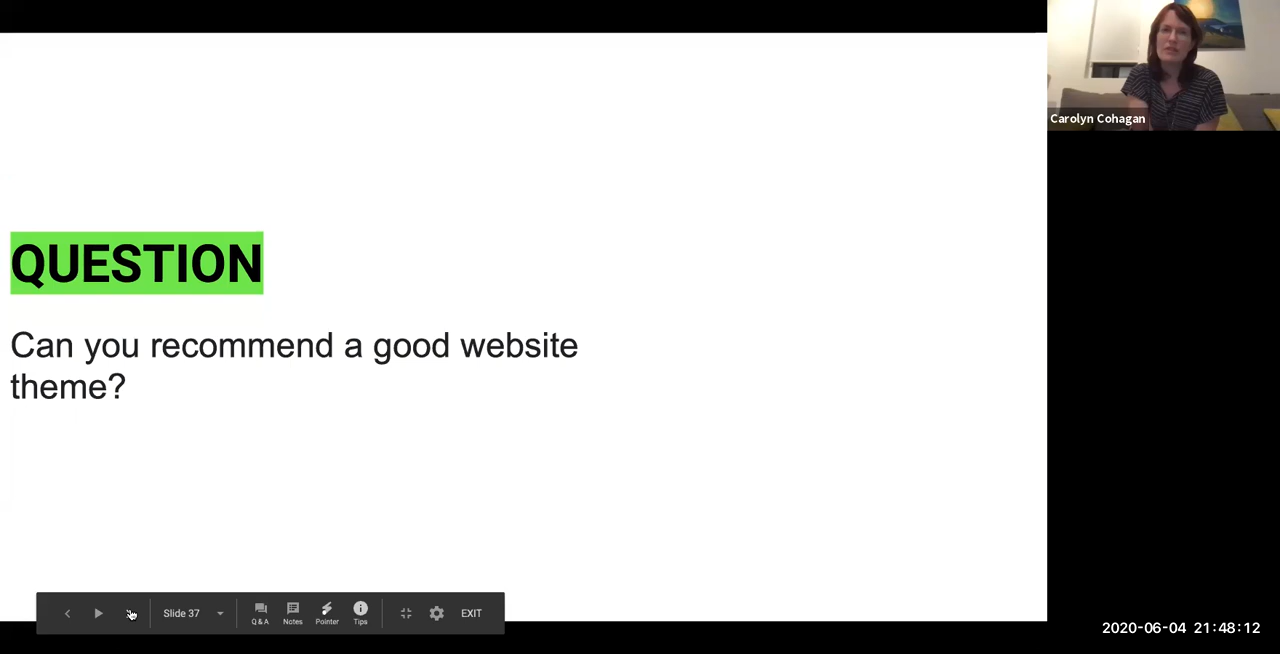 Carolyn Cohagan
QUESTION
Can you recommend a good website
theme?
Slide 37
Q & A
Notes
Pointer
Tips
EXIT
2020-06-04 21:48:12